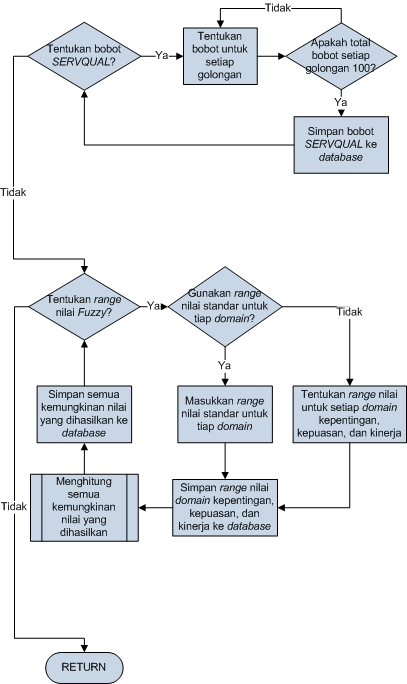 Tidak
Tentukan bobot
SERVQUAL?
Ya
Tentukan
bobot untuk
setiap
golongan
Apakah total
bobot setiap
golongan 100?
Ya
Simpan bobot
SERVQUAL ke
database
Tidak
Tentukan range
nilai Fuzzy?
Ya
Gunakan range
nilai standar untuk
tiap domain?
Tidak
Ya
Simpan semua
kemungkinan nilai
yang dihasilkan ke
database
Masukkan range
nilai standar untuk
tiap domain
Tentukan range nilai
untuk setiap domain
kepentingan,
kepuasan, dan kinerja
Menghitung
semua
kemungkinan
nilai yang
dihasilkan
Simpan range nilai
domain kepentingan,
kepuasan, dan
kinerja ke database
Tidak
RETURN